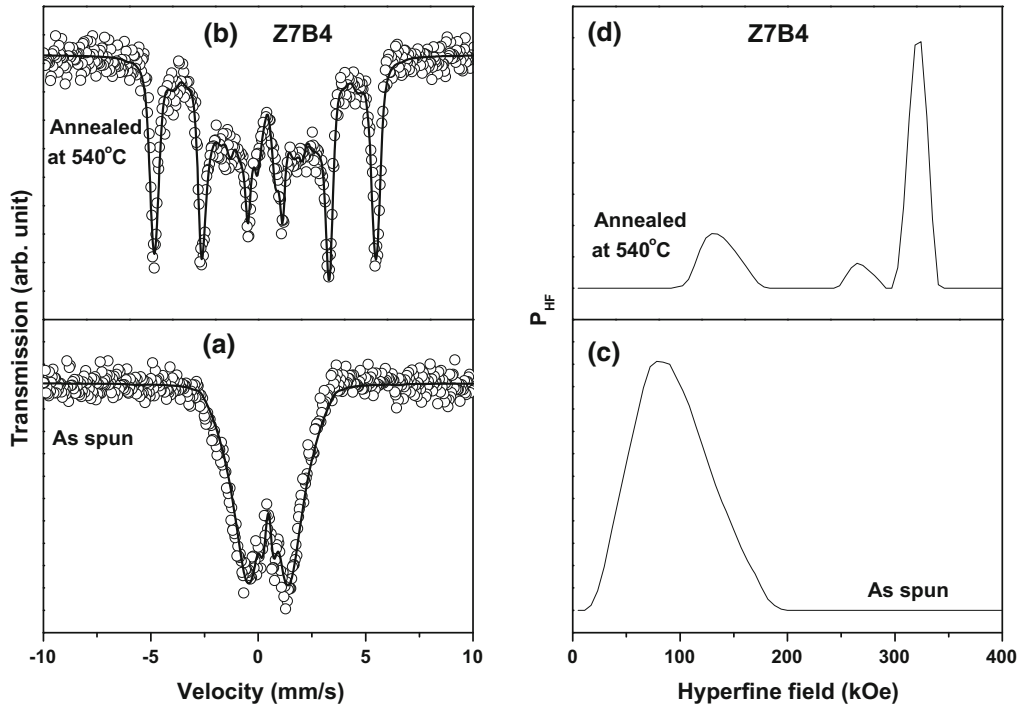 (b) Z7B4
Annealed
at 540°C
(a)
As spun
-10 -5 0 5 10
Velocity (mm/s)
Transmission (arb. unit)
(d) Z7B4
Annealed
at 540°C
(c)
As spun
0 100 200 300 400
Hyperfine field (kOe)
P_HF